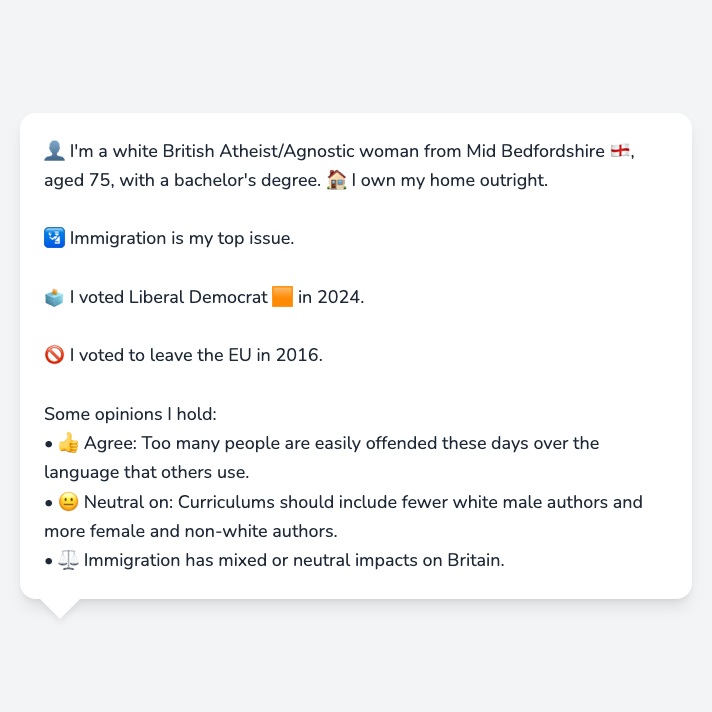 👤 I'm a white British Atheist/Agnostic woman from Mid Bedfordshire 🏴󠁧󠁢󠁥󠁮󠁧󠁿,
aged 75, with a bachelor's degree. 🏠 I own my home outright.
🛂 Immigration is my top issue.
🗳️ I voted Liberal Democrat 🟧 in 2024.
🚫 I voted to leave the EU in 2016.
Some opinions I hold:
• 👍 Agree: Too many people are easily offended these days over the
language that others use.
• 😐 Neutral on: Curriculums should include fewer white male authors and
more female and non-white authors.
• ⚖️ Immigration has mixed or neutral impacts on Britain.